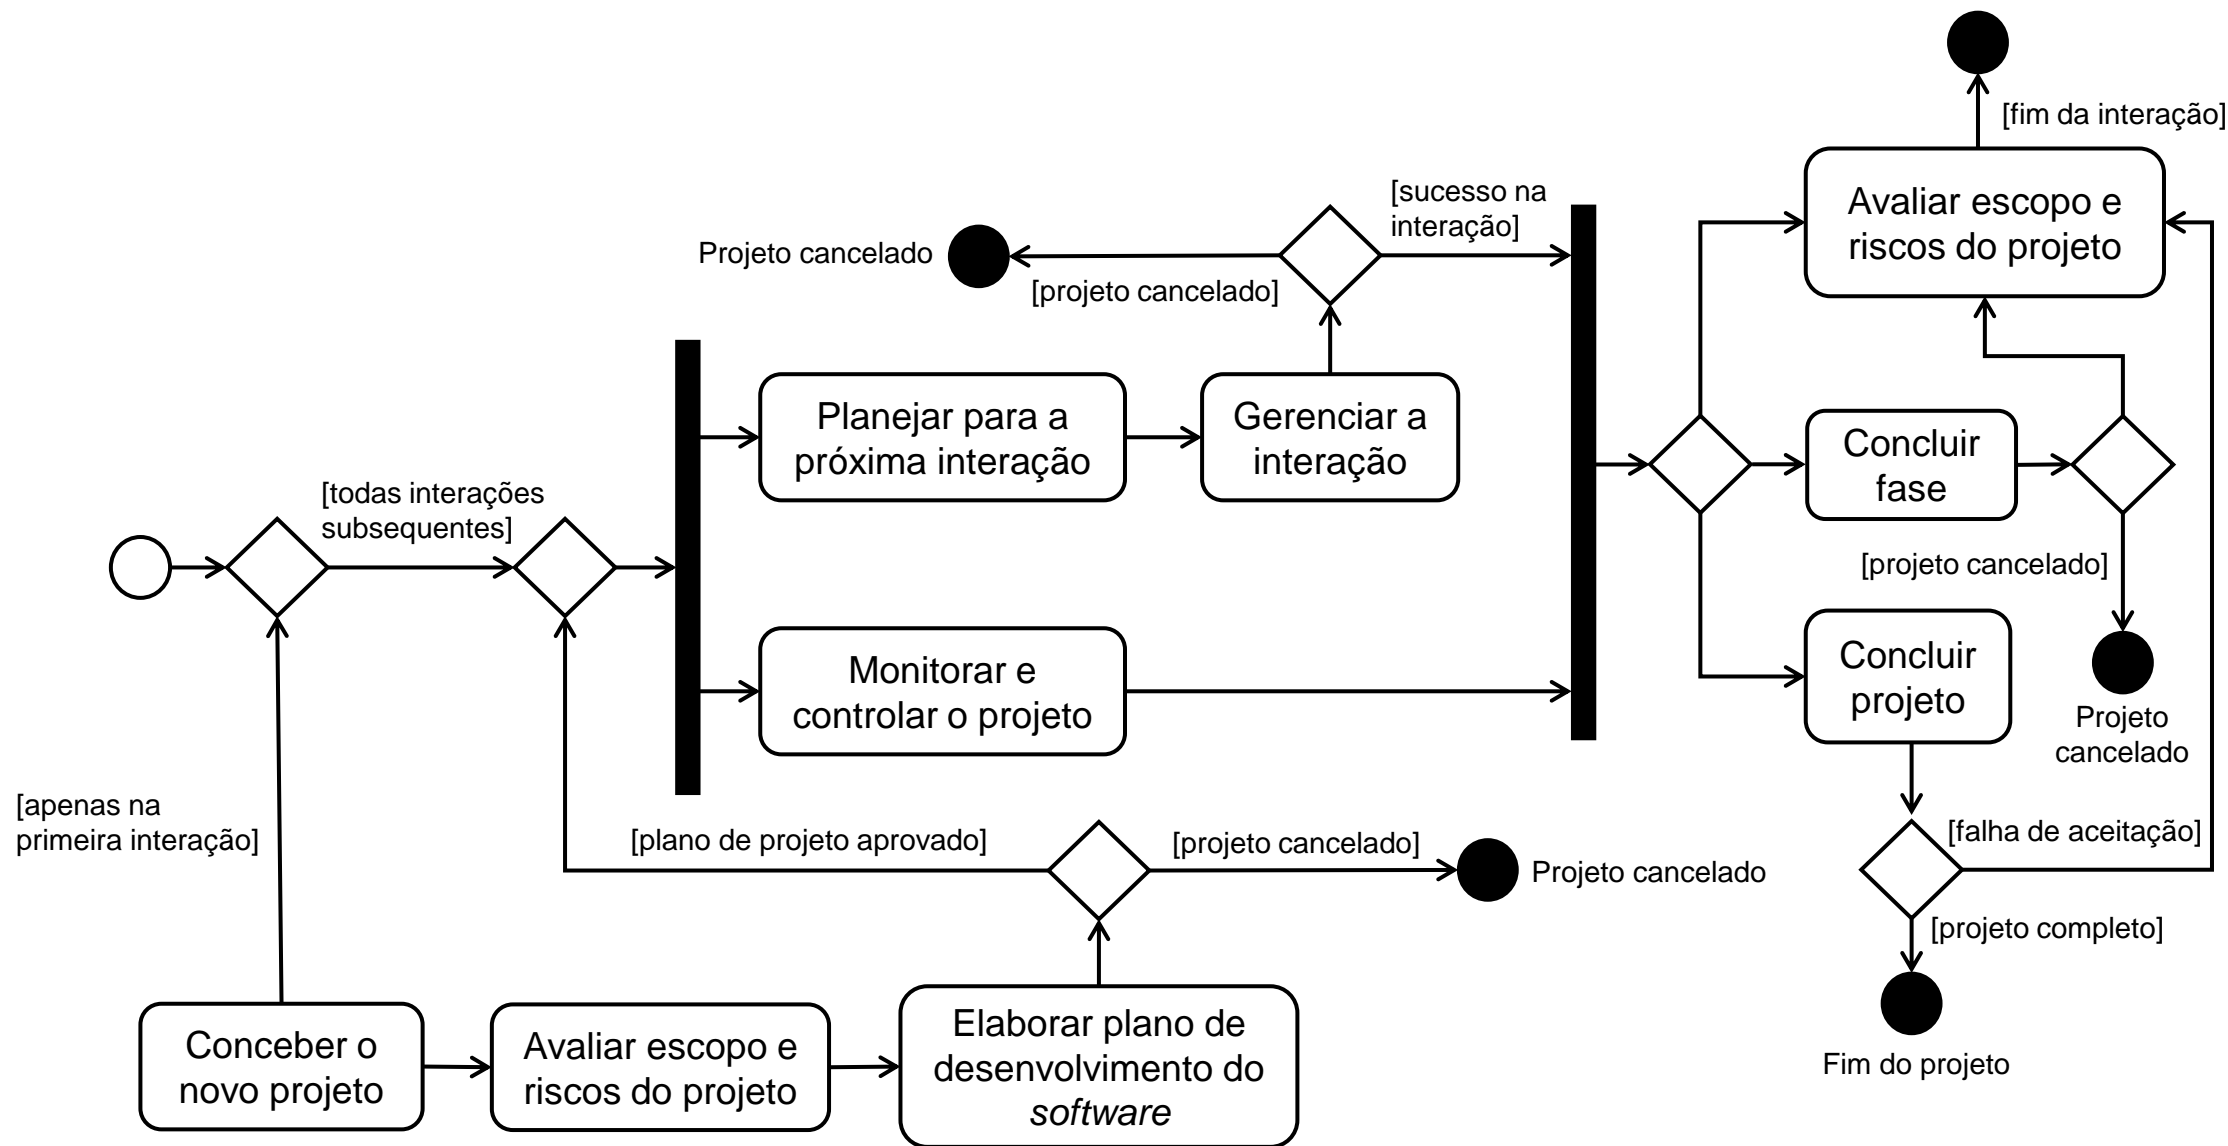 [fim da interação]
Avaliar escopo e
riscos do projeto
[sucesso na
interação]
Projeto cancelado
[projeto cancelado]
Planejar para a
próxima interação
Gerenciar a
interação
Concluir
fase
[todas interações
subsequentes]
[projeto cancelado]
Monitorar e
controlar o projeto
Concluir
projeto
Projeto
cancelado
[apenas na
primeira interação]
[plano de projeto aprovado]
[projeto cancelado]
Projeto cancelado
[falha de aceitação]
[projeto completo]
Conceber o
novo projeto
Avaliar escopo e
riscos do projeto
Elaborar plano de
desenvolvimento do
software
Fim do projeto